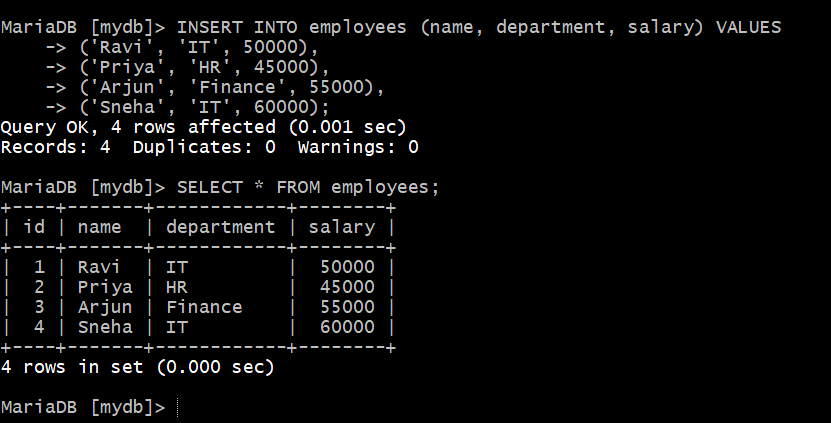 MariaDB [mydb]> INSERT INTO employees (name, department, salary) VALUES
    -> ('Ravi', 'IT', 50000),
    -> ('Priya', 'HR', 45000),
    -> ('Arjun', 'Finance', 55000),
    -> ('Sneha', 'IT', 60000);
Query OK, 4 rows affected (0.001 sec)
Records: 4  Duplicates: 0  Warnings: 0

MariaDB [mydb]> SELECT * FROM employees;
+----+-------+------------+--------+
| id | name  | department | salary |
+----+-------+------------+--------+
|  1 | Ravi  | IT         |  50000 |
|  2 | Priya | HR         |  45000 |
|  3 | Arjun | Finance    |  55000 |
|  4 | Sneha | IT         |  60000 |
+----+-------+------------+--------+
4 rows in set (0.000 sec)

MariaDB [mydb]>